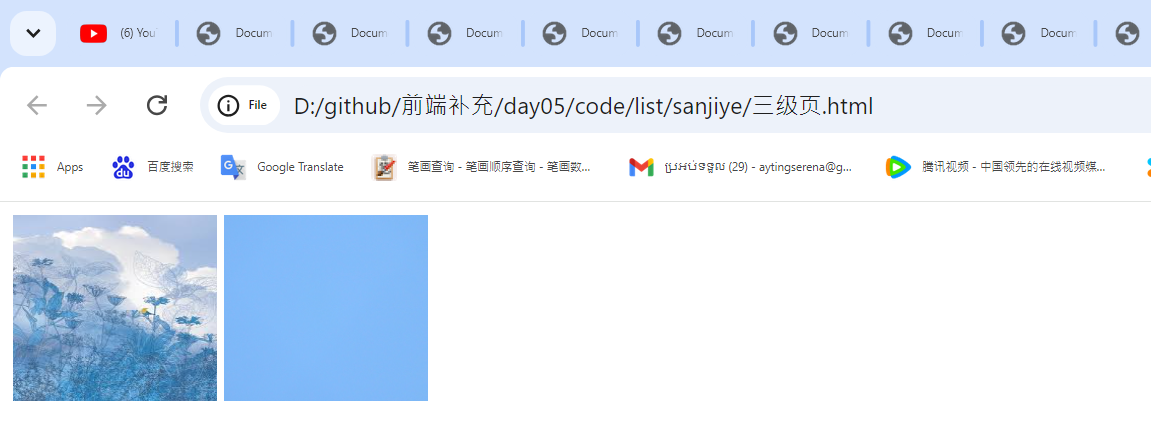 (6) You Docum Docum Docum Docum Docum Docum Docum Docum
File D:/github/前端补充/day05/code/list/sanjiye/三级页.html
Apps 百度搜索 Google Translate 笔画查询 - 笔画顺序查询 - 笔画数... ប្រអប់ទទួល (29) - aytingserena@g... 腾讯视频 - 中国领先的在线视频媒...